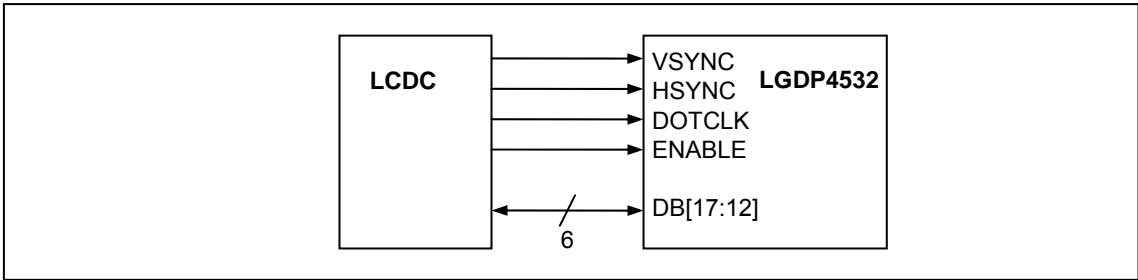 LCDC
VSYNC
LGDP4532
HSYNC
DOTCLK
ENABLE
DB[17:12]
6